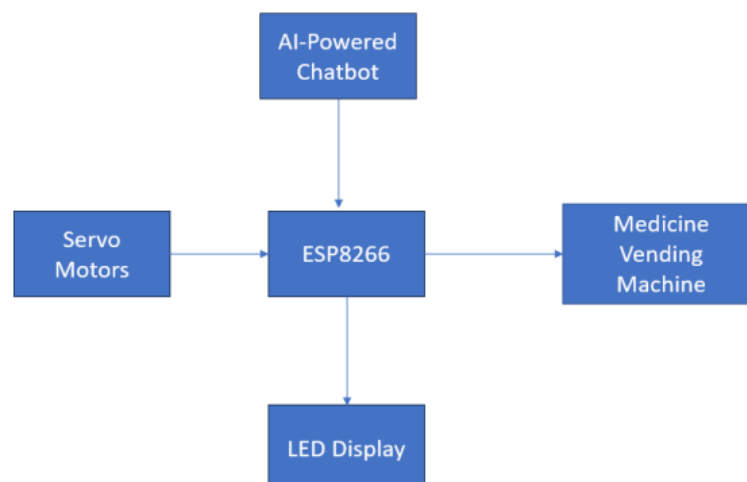 AI-Powered
Chatbot
Servo
Motors
ESP8266
Medicine
Vending
Machine
LED Display